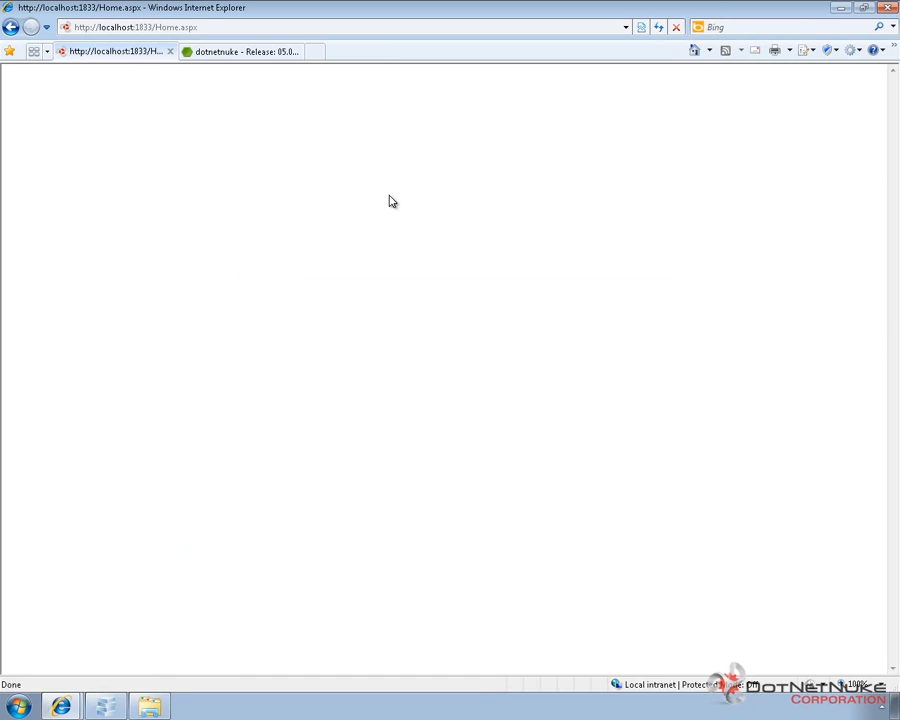 http://localhost:1833/Home.aspx - Windows Internet Explorer
http://localhost:1833/Home.aspx
Bing
http://localhost:1833/H...
dotnetnuke - Release: 05.0...
Done
Local intranet | Protected Mode: Off
100%
DOTNETNUKE
CORPORATION